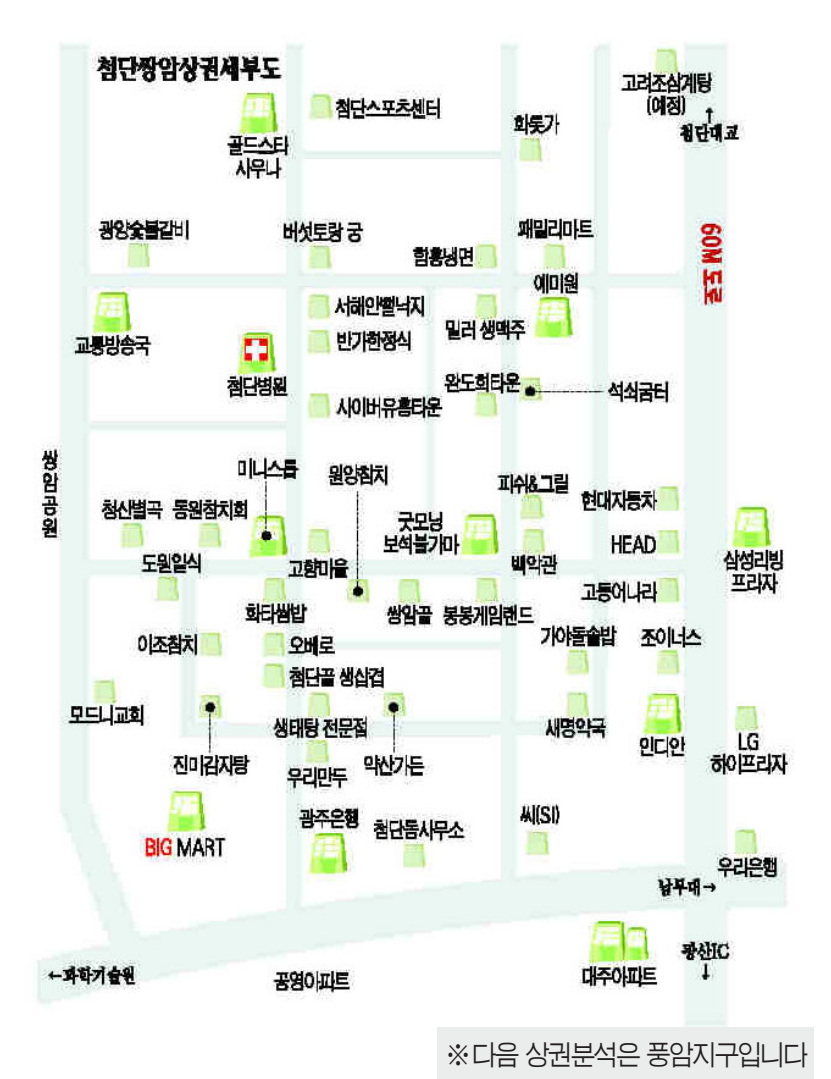 첨단쌍암상권세부도
고려조삼계탕
(예정)
↑
첨단대교
첨단스포츠센터
골드스타
사우나
화롯가
광양숯불갈비
버섯토랑 궁
함흥냉면
패밀리마트
60M 도로
예미원
서해안뻘낙지
밀러 생맥주
교통방송국
반가한정식
첨단병원
완도회타운
석쇠굼터
사이버유흥타운
쌍암공원
미니스톱
원양참치
피쉬&그릴
현대자동차
청산별곡
동원참치회
굿모닝
보석불가마
HEAD
삼성리빙
프라자
도원일식
고향마을
백악관
고등어나라
화타쌈밥
쌍암골
봉봉게임랜드
이조참치
오베로
가야돌솥밥
조이너스
첨단골 생삼겹
모드니교회
생태탕 전문점
새명약국
인디안
LG
하이프라자
진미감자탕
우리만두
약산가든
BIG MART
광주은행
첨단동사무소
씨(SI)
우리은행
남부대→
←과학기술원
공영아파트
대주아파트
광산IC
↓
※다음 상권분석은 풍암지구입니다